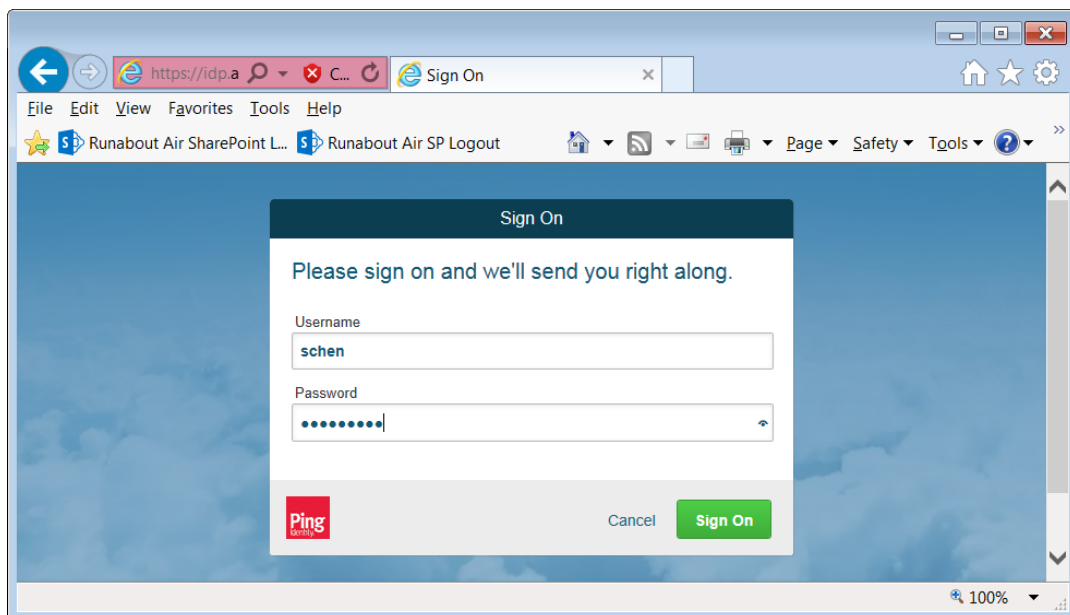 https://idp.a C... Sign On
File Edit View Favorites Tools Help
Runabout Air SharePoint L... Runabout Air SP Logout Page Safety Tools
Sign On
Please sign on and we'll send you right along.
Username
schen
Password
•••••••••
Ping
Identity
Cancel Sign On
100%